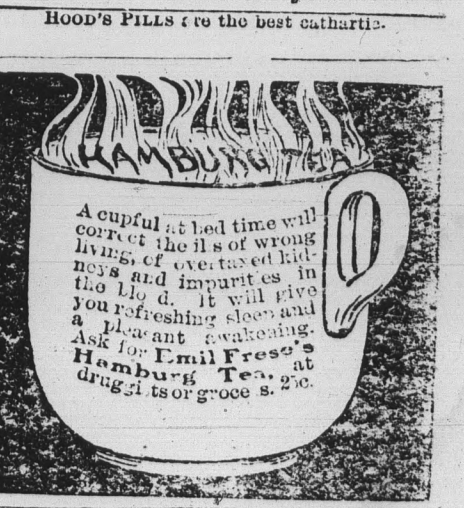 HOOD'S PILLS are the best cathartic.
HAMBURG TEA
A cupful at bed time will
correct the ills of wrong
living, of overtaxed kid-
neys and impurities in
the blood. It will give
you refreshing sleep and
a pleasant awakening.
Ask for Emil Frese's
Hamburg Tea, at
druggists or grocers. 25c.